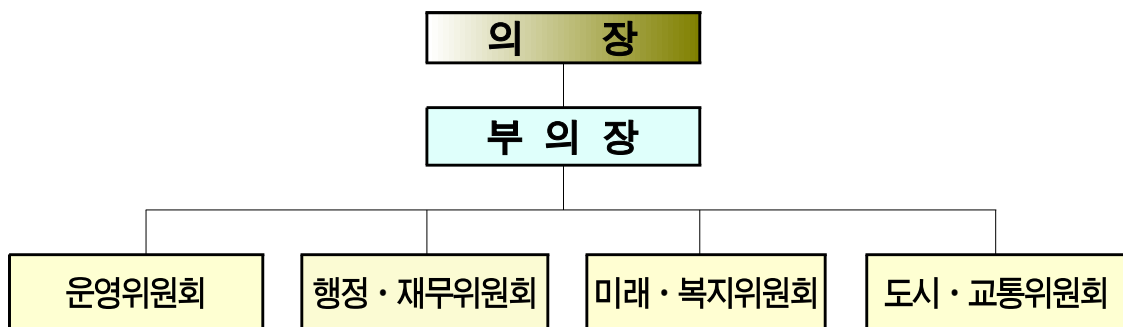 의 장
부 의 장
운영위원회
행정·재무위원회
미래·복지위원회
도시·교통위원회